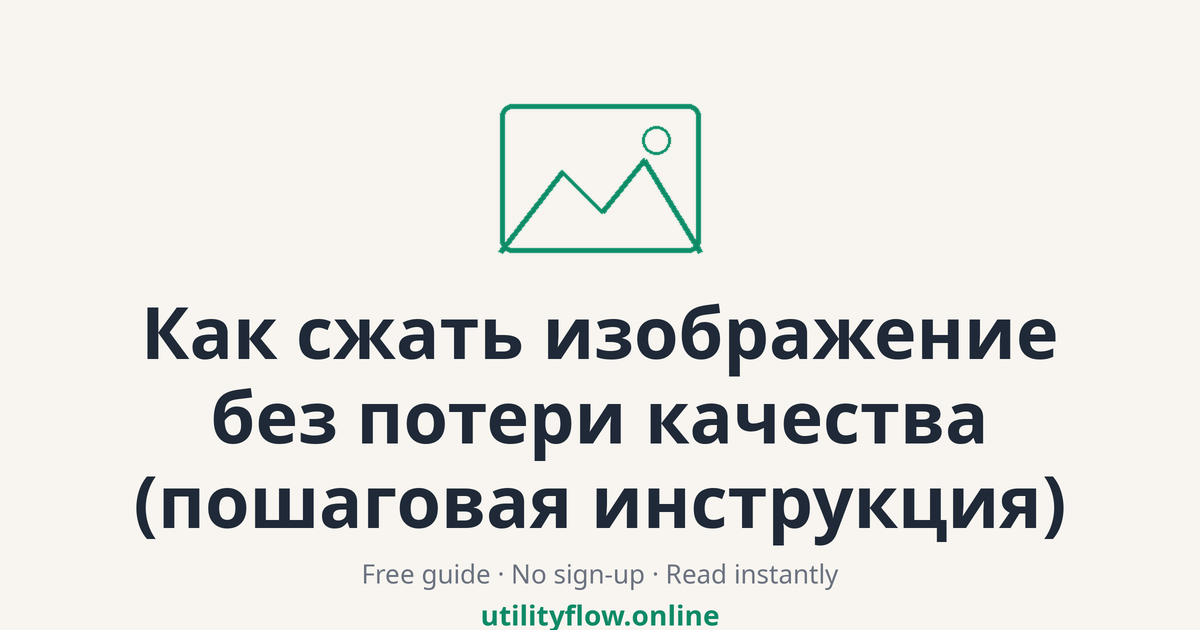 Как сжать изображение
без потери качества
(пошаговая инструкция)
Free guide · No sign-up · Read instantly
utilityflow.online